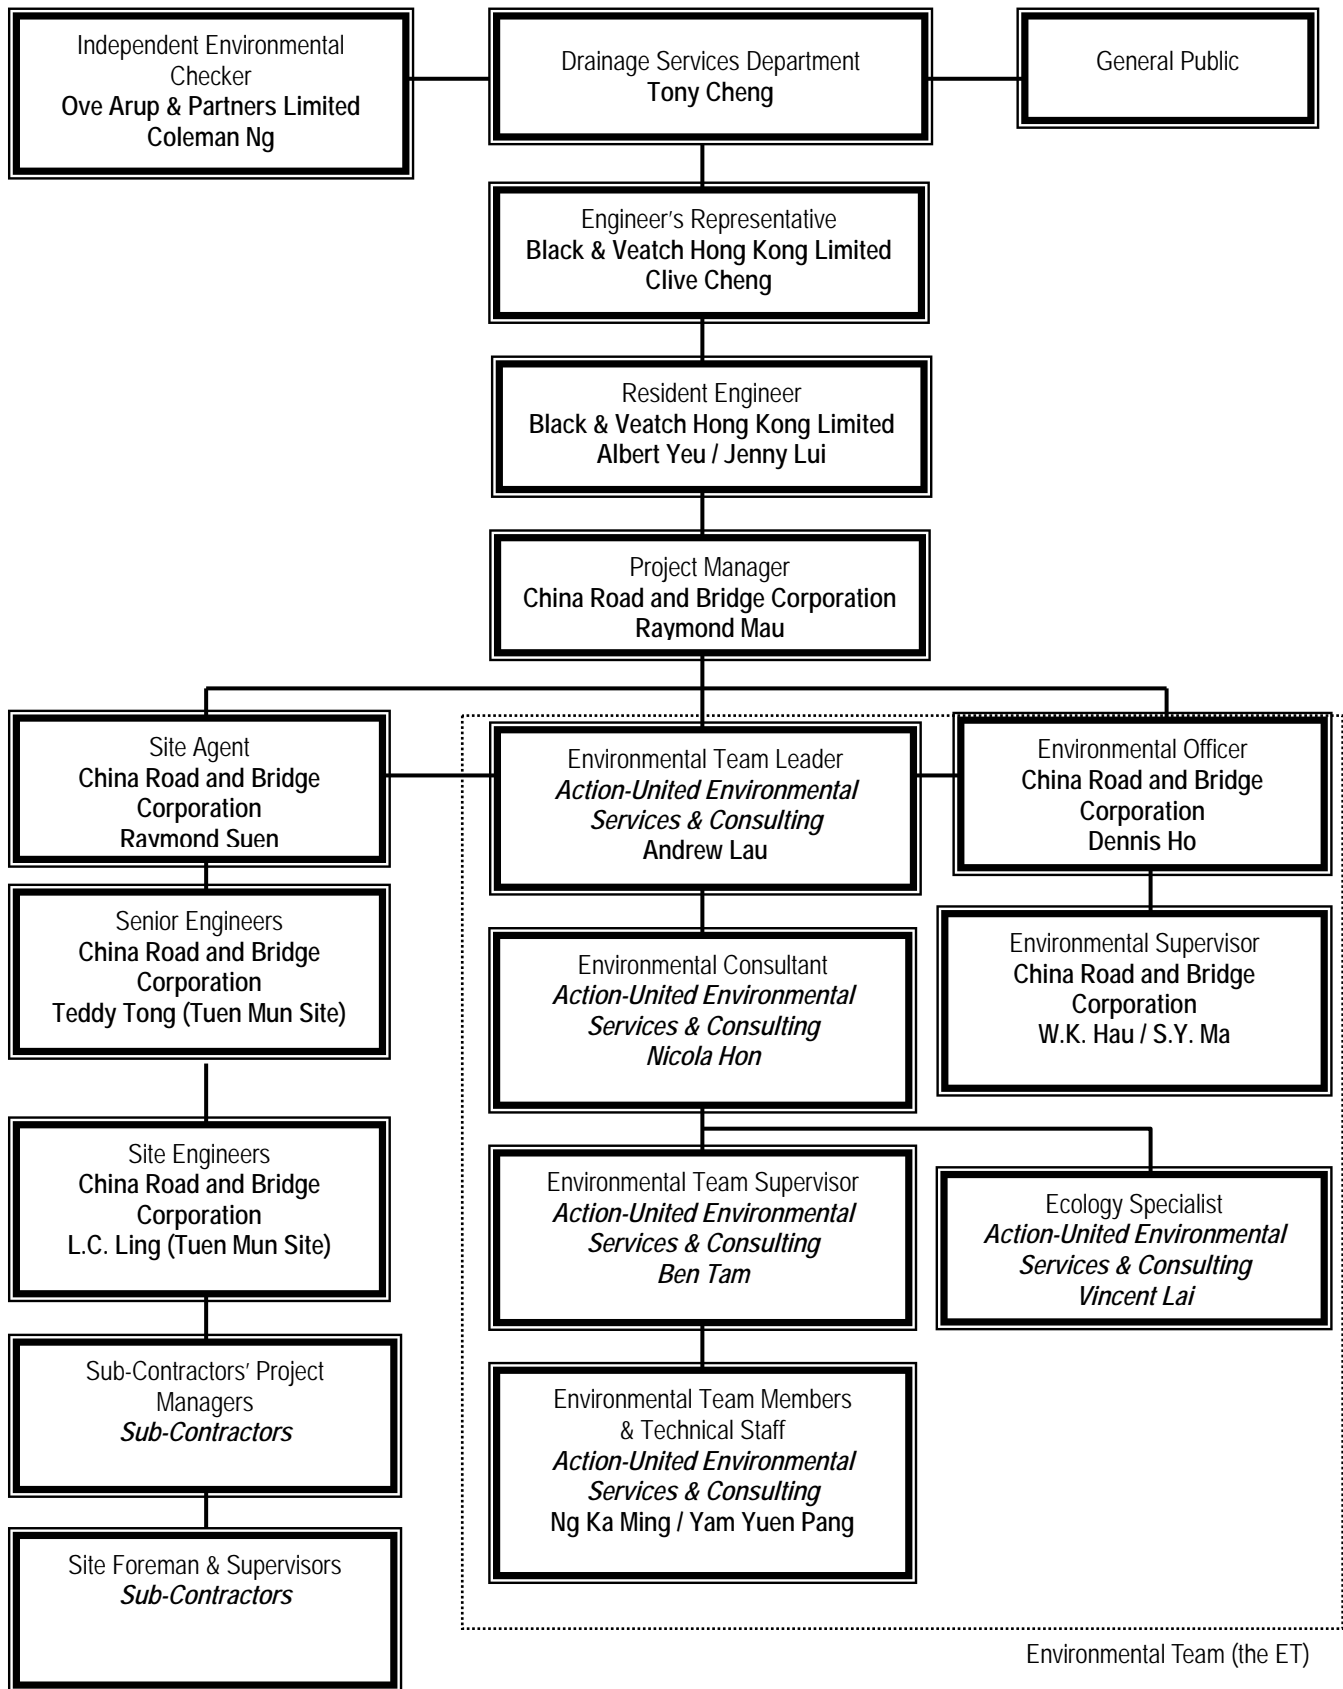 Independent Environmental
Checker
Ove Arup & Partners Limited
Coleman Ng
Drainage Services Department
Tony Cheng
General Public
Engineer's Representative
Black & Veatch Hong Kong Limited
Clive Cheng
Resident Engineer
Black & Veatch Hong Kong Limited
Albert Yeu / Jenny Lui
Project Manager
China Road and Bridge Corporation
Raymond Mau
Site Agent
China Road and Bridge
Corporation
Raymond Suen
Environmental Team Leader
Action-United Environmental
Services & Consulting
Andrew Lau
Environmental Officer
China Road and Bridge
Corporation
Dennis Ho
Senior Engineers
China Road and Bridge
Corporation
Teddy Tong (Tuen Mun Site)
Environmental Consultant
Action-United Environmental
Services & Consulting
Nicola Hon
Environmental Supervisor
China Road and Bridge
Corporation
W.K. Hau / S.Y. Ma
Site Engineers
China Road and Bridge
Corporation
L.C. Ling (Tuen Mun Site)
Environmental Team Supervisor
Action-United Environmental
Services & Consulting
Ben Tam
Ecology Specialist
Action-United Environmental
Services & Consulting
Vincent Lai
Sub-Contractors' Project
Managers
Sub-Contractors
Environmental Team Members
& Technical Staff
Action-United Environmental
Services & Consulting
Ng Ka Ming / Yam Yuen Pang
Site Foreman & Supervisors
Sub-Contractors
Environmental Team (the ET)